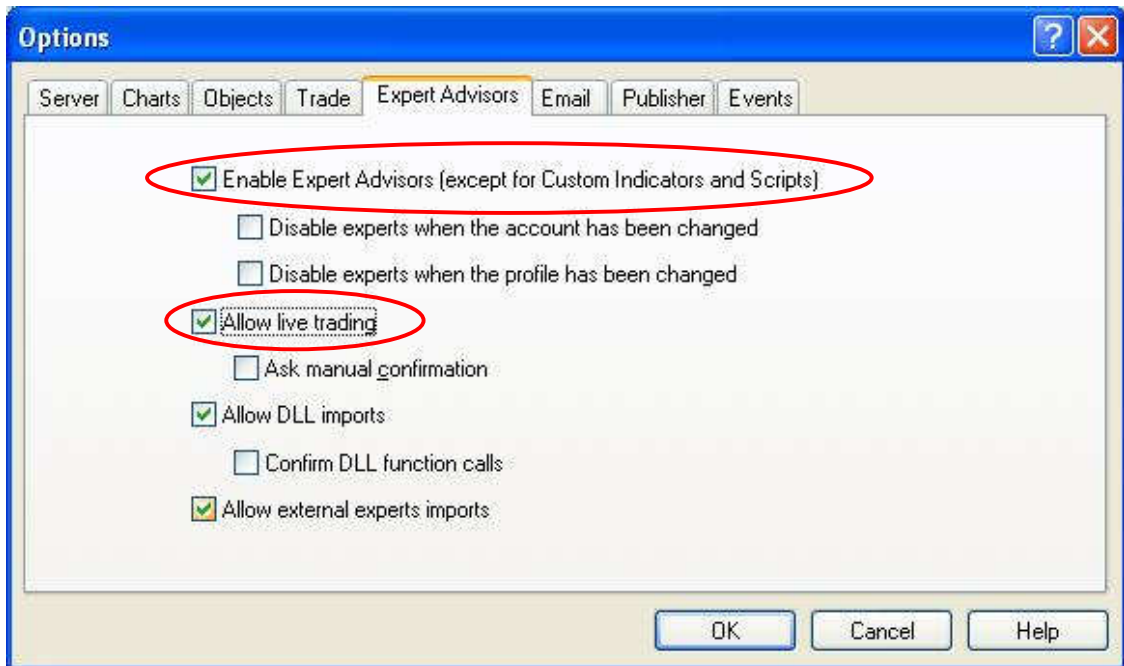 Options
?
Server Charts Objects Trade Expert Advisors Email Publisher Events
Enable Expert Advisors (except for Custom Indicators and Scripts)
Disable experts when the account has been changed
Disable experts when the profile has been changed
Allow live trading
Ask manual confirmation
Allow DLL imports
Confirm DLL function calls
Allow external experts imports
OK Cancel Help